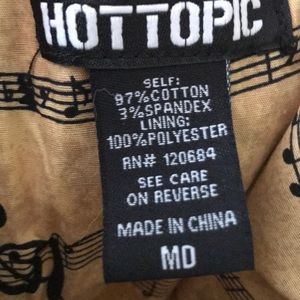 HOTTOPIC
SELF:
97%COTTON
3%SPANDEX
LINING:
100%POLYESTER
RN# 120684
SEE CARE
ON REVERSE
MADE IN CHINA
MD